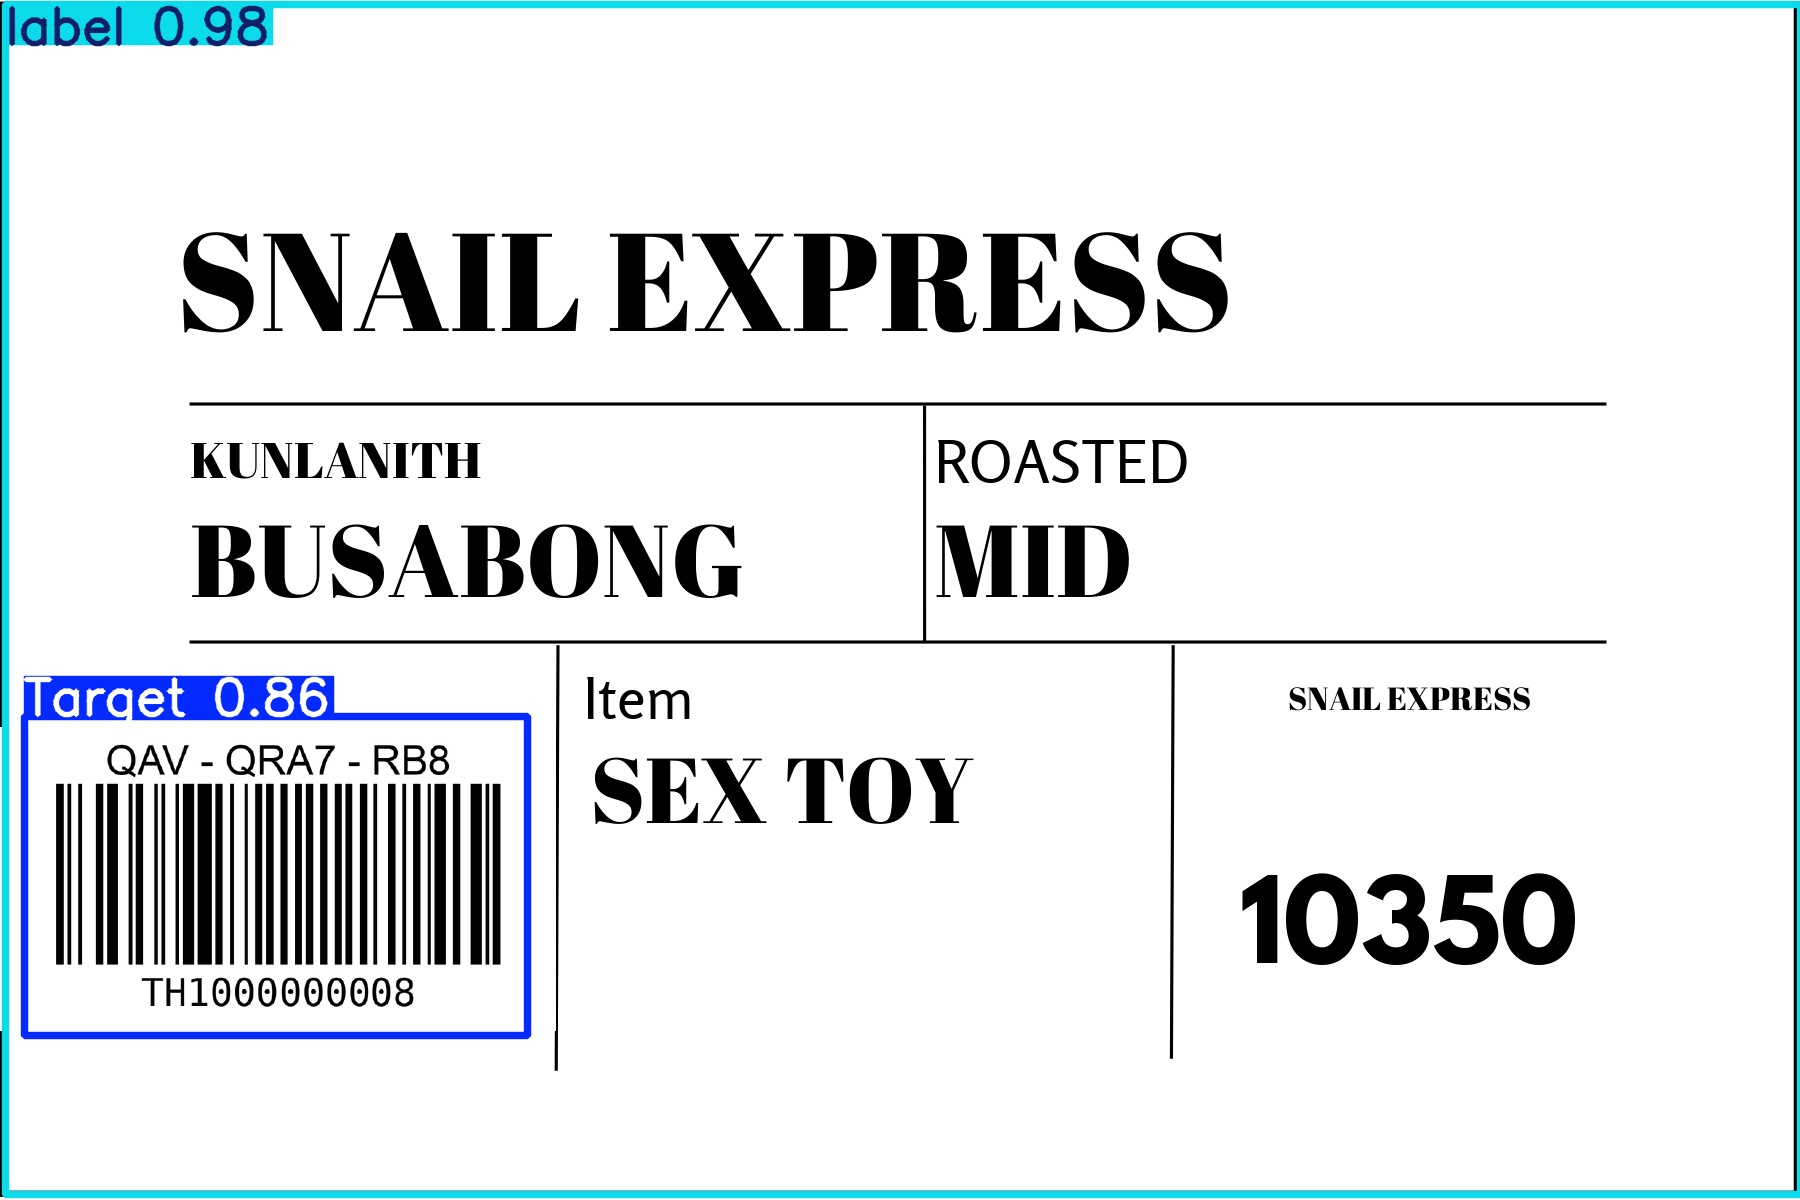 label 0.98
SNAIL EXPRESS
KUNLANITH
BUSABONG
ROASTED
MID
Target 0.86
QAV - QRA7 - RB8
TH1000000008
Item
SEX TOY
SNAIL EXPRESS
10350